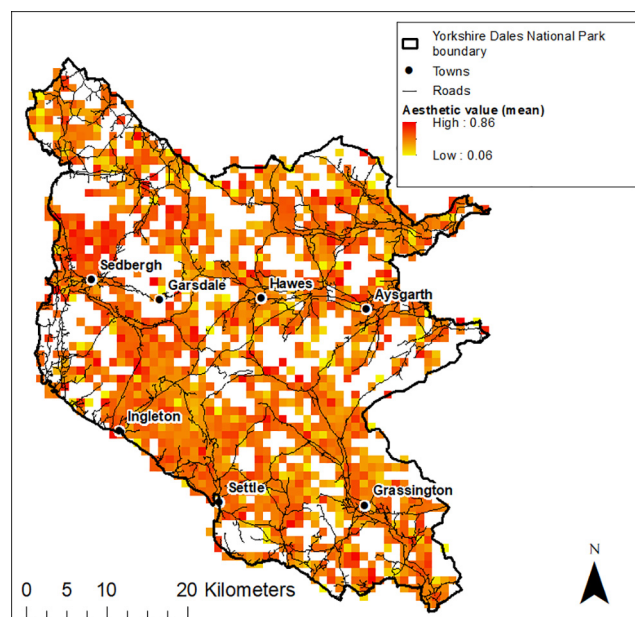 Yorkshire Dales National Park
boundary
Towns
Roads
Aesthetic value (mean)
High : 0.86
Low : 0.06
Sedbergh
Garsdale
Hawes
Aysgarth
Ingleton
Settle
Grassington
N
0 5 10 20 Kilometers